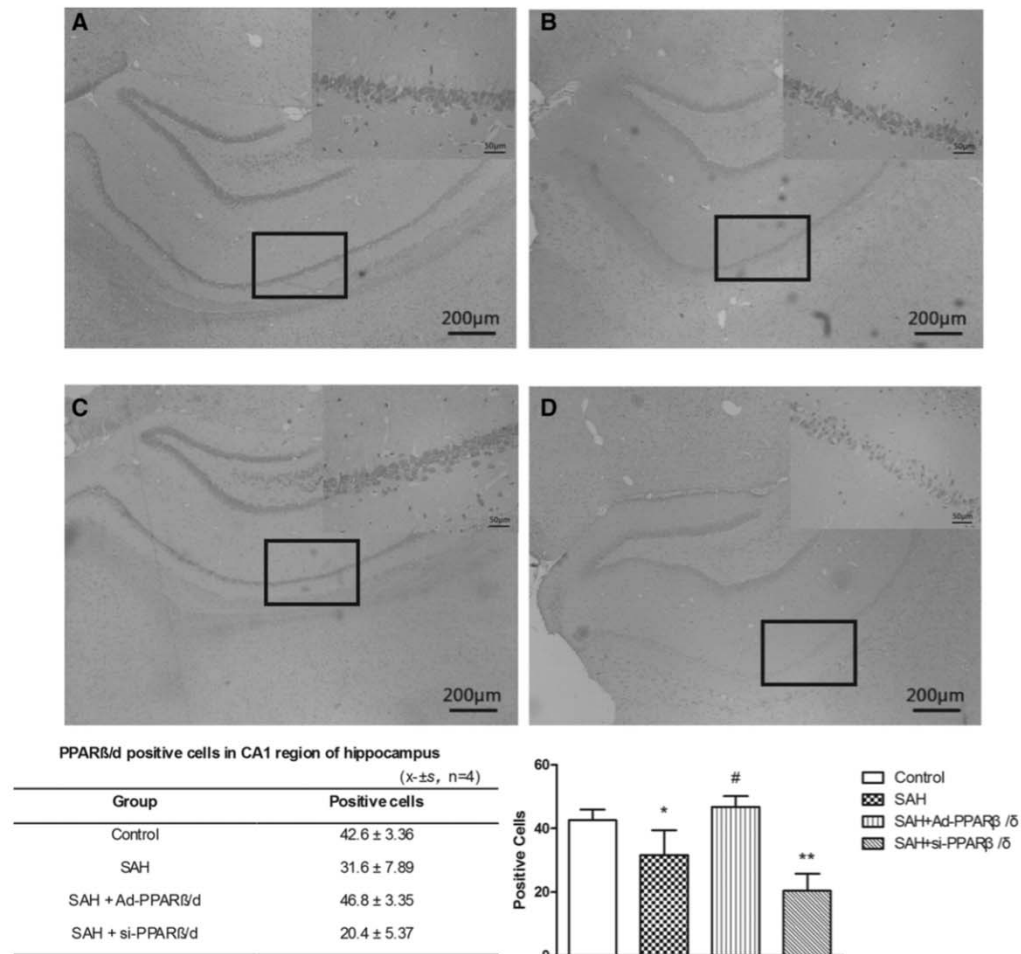 A
50µm
200µm
B
50µm
200µm
C
50µm
200µm
D
50µm
200µm
PPARß/d positive cells in CA1 region of hippocampus
(x-±s, n=4)
Group Positive cells
Control 42.6 ± 3.36
SAH 31.6 ± 7.89
SAH + Ad-PPARß/d 46.8 ± 3.35
SAH + si-PPARß/d 20.4 ± 5.37
Positive Cells
60
40
20
0
*
#
**
Control
SAH
SAH+Ad-PPARβ /δ
SAH+si-PPARβ /δ